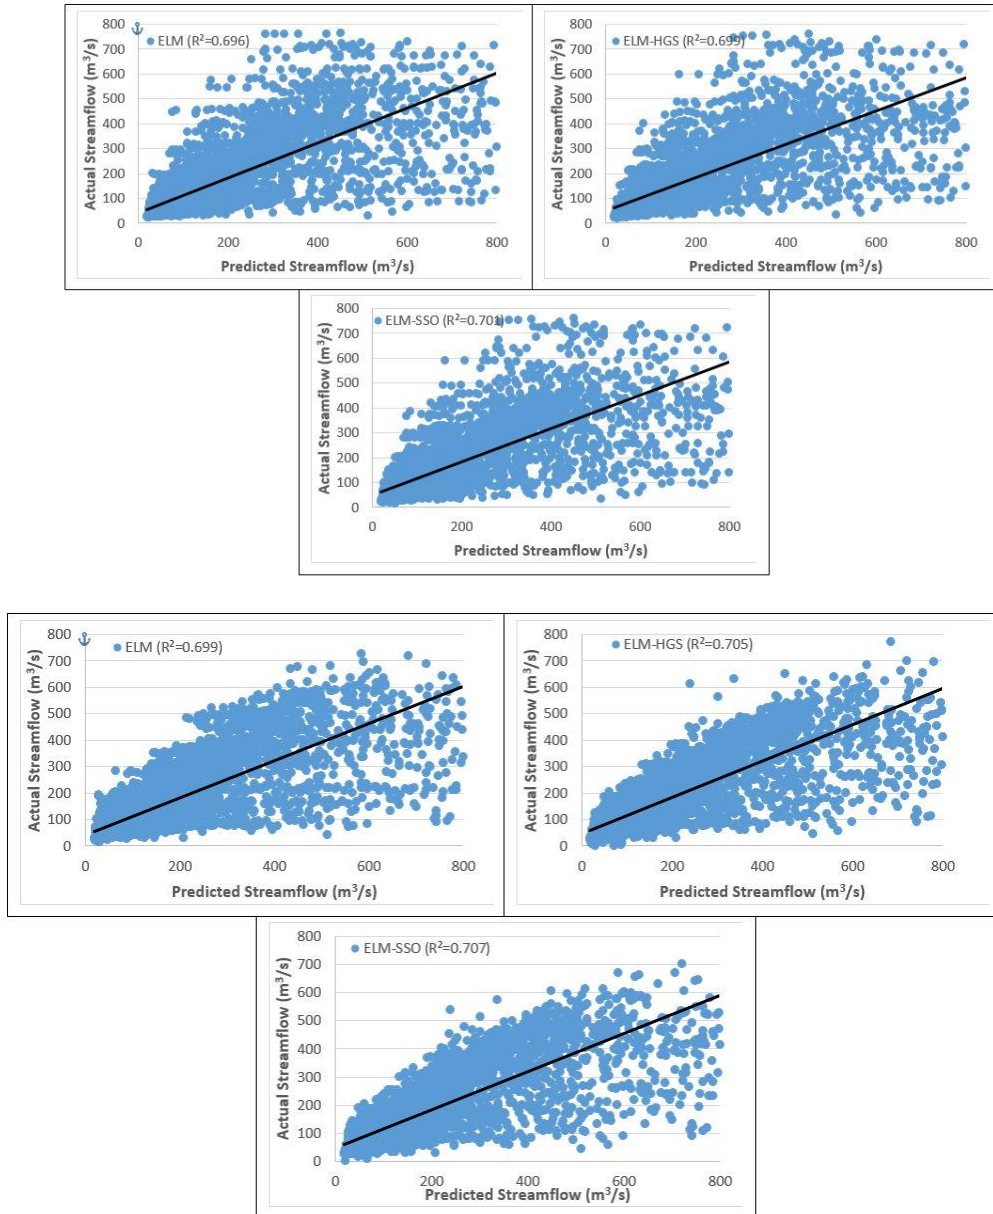 ELM (R²=0.696)
800
700
600
500
400
300
200
100
0
Actual Streamflow (m³/s)
0 200 400 600 800
Predicted Streamflow (m³/s)
ELM-HGS (R²=0.699)
800
700
600
500
400
300
200
100
0
Actual Streamflow (m³/s)
0 200 400 600 800
Predicted Streamflow (m³/s)
ELM-SSO (R²=0.701)
800
700
600
500
400
300
200
100
0
Actual Streamflow (m³/s)
0 200 400 600 800
Predicted Streamflow (m³/s)
ELM (R²=0.699)
800
700
600
500
400
300
200
100
0
Actual Streamflow (m³/s)
0 200 400 600 800
Predicted Streamflow (m³/s)
ELM-HGS (R²=0.705)
800
700
600
500
400
300
200
100
0
Actual Streamflow (m³/s)
0 200 400 600 800
Predicted Streamflow (m³/s)
ELM-SSO (R²=0.707)
800
700
600
500
400
300
200
100
0
Actual Streamflow (m³/s)
0 200 400 600 800
Predicted Streamflow (m³/s)